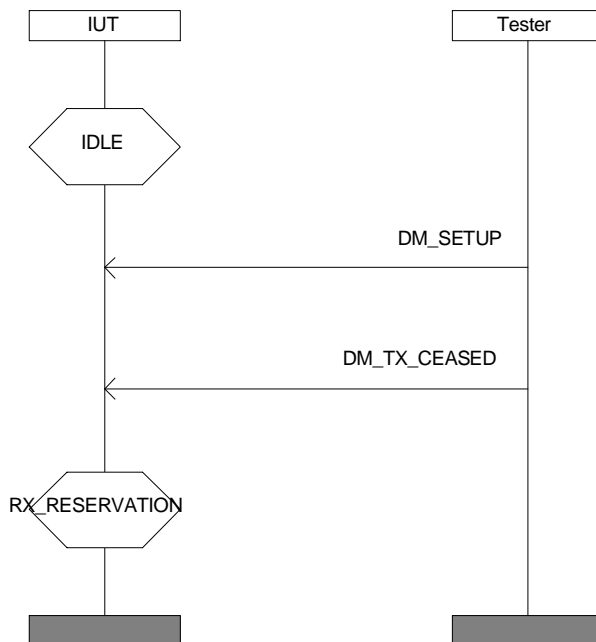 IUT
Tester
IDLE
DM_SETUP
DM_TX_CEASED
RX_RESERVATION